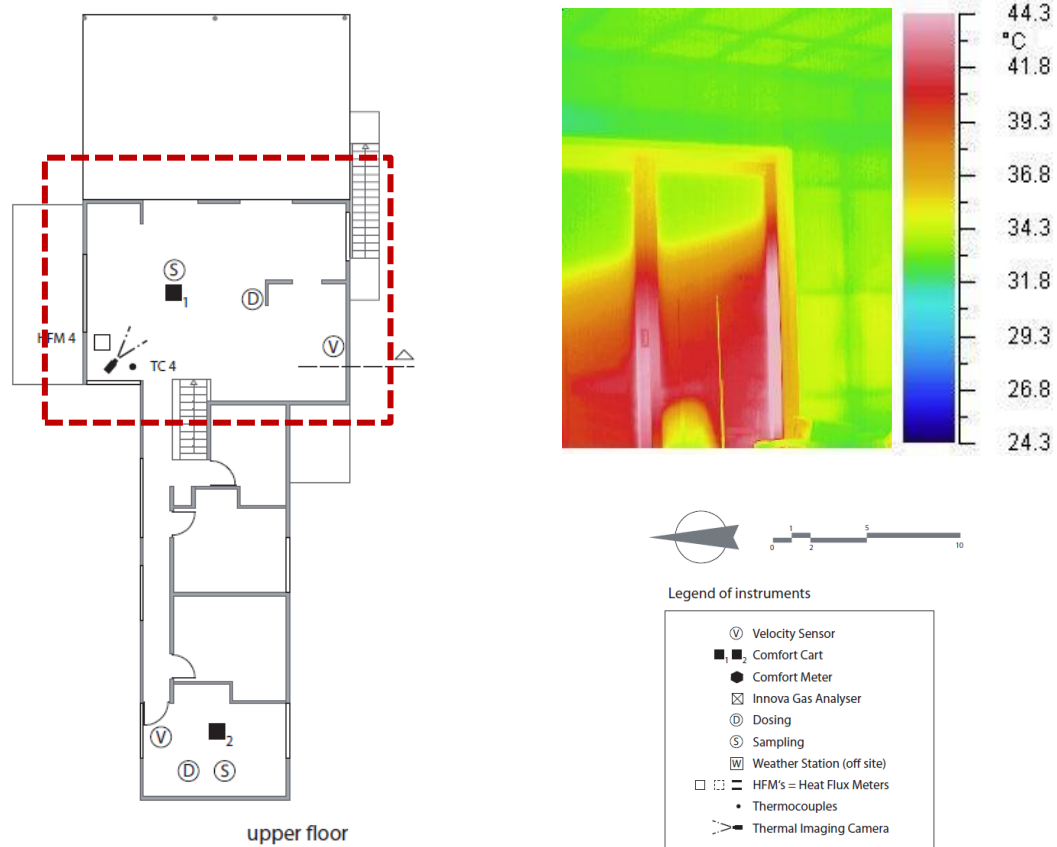 S
1
D
HFM 4
TC 4
V
V
2
D
S
upper floor
44.3
°C
41.8
39.3
36.8
34.3
31.8
29.3
26.8
24.3
1
5
0
2
10
Legend of instruments
V Velocity Sensor
1 2 Comfort Cart
Comfort Meter
Innova Gas Analyser
D Dosing
S Sampling
W Weather Station (off site)
HFM's = Heat Flux Meters
Thermocouples
Thermal Imaging Camera